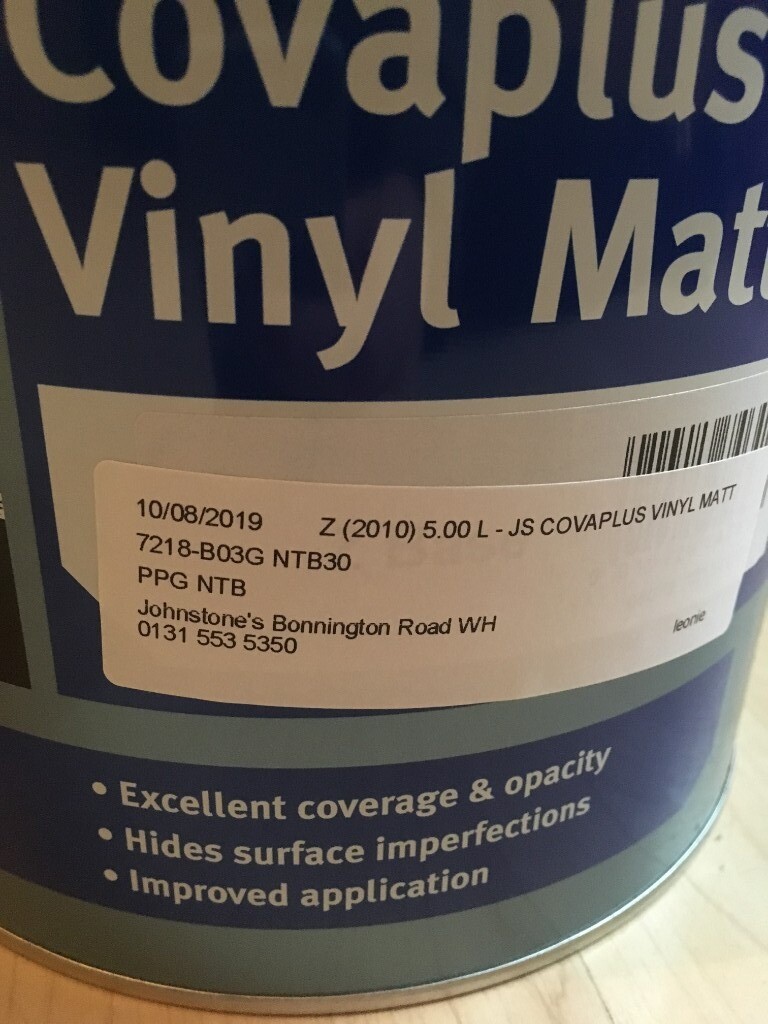 Covaplus
Vinyl Matt
10/08/2019 Z (2010) 5.00 L - JS COVAPLUS VINYL MATT
7218-B03G NTB30
PPG NTB
Johnstone's Bonnington Road WH
0131 553 5350 leonie
• Excellent coverage & opacity
• Hides surface imperfections
• Improved application